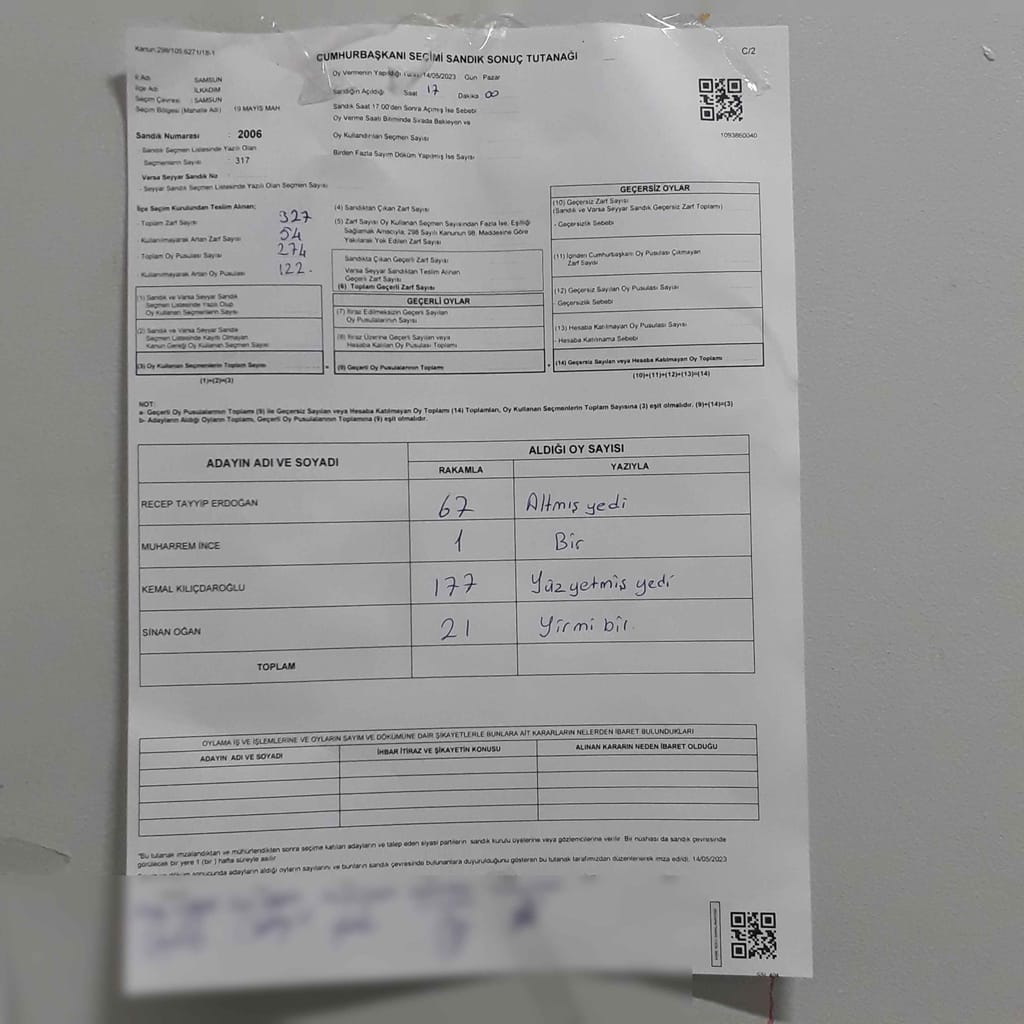 Kanun:298/105,6271/18-1
C/2
CUMHURBAŞKANI SEÇİMİ SANDIK SONUÇ TUTANAĞI
İl Adı SAMSUN
İlçe Adı İLKADIM
Seçim Çevresi : SAMSUN
Seçim Bölgesi (Mahalle Adı) 19 MAYIS MAH
Sandık Numarası : 2006
Sandık Seçmen Listesinde Yazılı Olan
Seçmenlerin Sayısı : 317
Varsa Seyyar Sandık No
- Seyyar Sandık Seçmen Listesinde Yazılı Olan Seçmen Sayısı
Oy Vermenin Yapıldığı 14/05/2023 Gün Pazar
Sandığın Açıldığı Saat 17 Dakika 00
Sandık Saat 17.00'den Sonra Açmış İse Sebebi
Oy Verme Saati Bitiminde Sırada Bekleyen ve
Oy Kullandırılan Seçmen Sayısı
Birden Fazla Sayım Döküm Yapılmış İse Sayısı
1093860040
İlçe Seçim Kurulundan Teslim Alınan;
- Toplam Zarf Sayısı 327
- Kullanılmayarak Artan Zarf Sayısı 54
- Toplam Oy Pusulası Sayısı 274
- Kullanılmayarak Artan Oy Pusulası 122.
(1) Sandık ve Varsa Seyyar Sandık
Seçmen Listesinde Yazılı Olup
Oy Kullanan Seçmenlerin Sayısı
(2) Sandık ve Varsa Seyyar Sandık
Seçmen Listesinde Kayıtlı Olmayan
Kanun Gereği Oy Kullanan Seçmen Sayısı
(3) Oy Kullanan Seçmenlerin Toplam Sayısı
(1)+(2)=(3)
(4) Sandıktan Çıkan Zarf Sayısı
(5) Zarf Sayısı Oy Kullanan Seçmen Sayısından Fazla İse, Eşitliği
Sağlamak Amacıyla; 298 Sayılı Kanunun 98. Maddesine Göre
Yakılarak Yok Edilen Zarf Sayısı
Sandıkta Çıkan Geçerli Zarf Sayısı
Varsa Seyyar Sandıktan Teslim Alınan
Geçerli Zarf Sayısı
(6) Toplam Geçerli Zarf Sayısı
GEÇERLİ OYLAR
(7) İtiraz Edilmeksizin Geçerli Sayılan
Oy Pusulalarının Sayısı
(8) İtiraz Üzerine Geçerli Sayılan veya
Hesaba Katılan Oy Pusulası Toplamı
(9) Geçerli Oy Pusulalarının Toplamı
GEÇERSİZ OYLAR
(10) Geçersiz Zarf Sayısı
(Sandık ve Varsa Seyyar Sandık Geçersiz Zarf Toplamı)
- Geçersizlik Sebebi
(11) İçinden Cumhurbaşkanı Oy Pusulası Çıkmayan
Zarf Sayısı
(12) Geçersiz Sayılan Oy Pusulası Sayısı
Geçersizlik Sebebi
(13) Hesaba Katılmayan Oy Pusulası Sayısı
- Hesaba Katılmama Sebebi
(14) Geçersiz Sayılan veya Hesaba Katılmayan Oy Toplamı
(10)+(11)+(12)+(13)=(14)
NOT:
a- Geçerli Oy Pusulalarının Toplamı (9) ile Geçersiz Sayılan veya Hesaba Katılmayan Oy Toplamı (14) Toplamları, Oy Kullanan Seçmenlerin Toplam Sayısına (3) eşit olmalıdır. (9)+(14)=(3)
b- Adayların Aldığı Oyların Toplamı, Geçerli Oy Pusulalarının Toplamına (9) eşit olmalıdır.
ADAYIN ADI VE SOYADI ALDIĞI OY SAYISI
RAKAMLA YAZIYLA
RECEP TAYYİP ERDOĞAN 67 Altmış yedi
MUHARREM İNCE 1 Bir
KEMAL KILIÇDAROĞLU 177 Yüz yetmiş yedi
SİNAN OĞAN 21 Yirmi bir.
TOPLAM
OYLAMA İŞ VE İŞLEMLERİNE VE OYLARIN SAYIM VE DÖKÜMÜNE DAİR ŞİKAYETLERLE BUNLARA AİT KARARLARIN NELERDEN İBARET BULUNDUKLARI
ADAYIN ADI VE SOYADI İHBAR İTİRAZ VE ŞİKAYETİN KONUSU ALINAN KARARIN NEDEN İBARET OLDUĞU
"Bu tutanak imzalandıktan ve mühürlendikten sonra seçime katılan adayların ve talep eden siyasi partilerin sandık kurulu üyelerine veya gözlemcilerine verilir. Bir nüshası da sandık çevresinde
görülecek bir yere 1 (bir ) hafta süreyle asılır
döküm sonucunda adayların aldığı oyların sayılarını ve bunların sandık çevresinde bulunanlara duyurulduğunu gösteren bu tutanak tarafımızdan düzenlenerek imza edildi. 14/05/2023